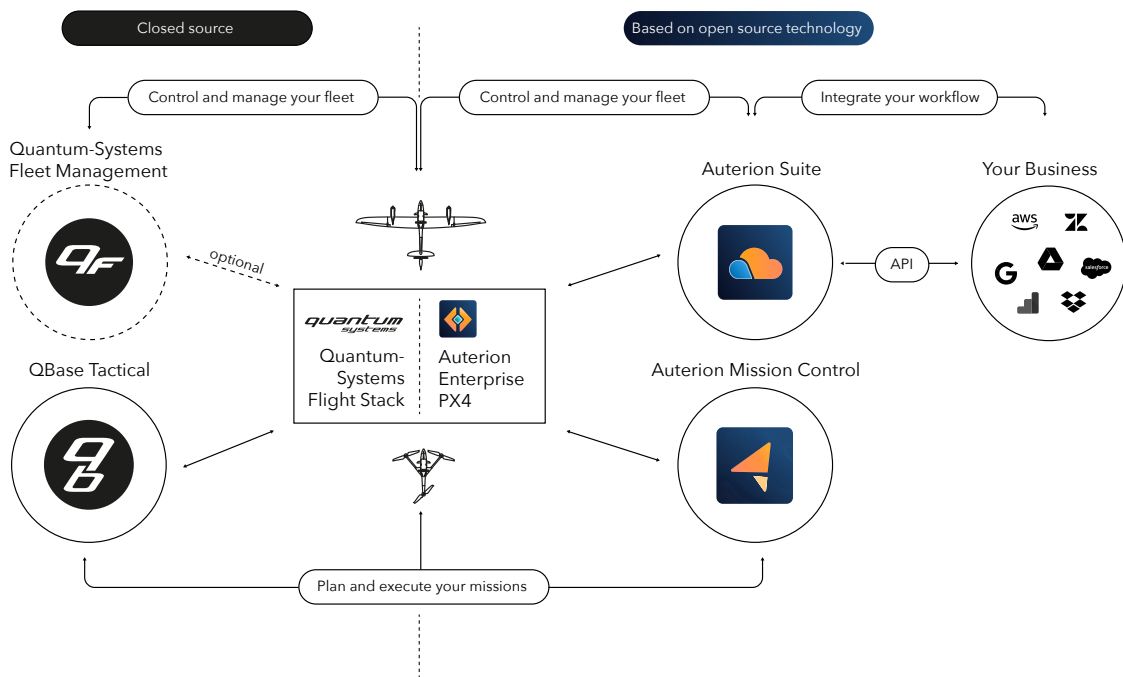 Closed source
Based on open source technology
Control and manage your fleet
Control and manage your fleet
Integrate your workflow
Quantum-Systems
Fleet Management
Auterion Suite
Your Business
QF
optional
aws
API
G
salesforce
quantum
systems
Quantum-
Systems
Flight Stack
Auterion
Enterprise
PX4
QBase Tactical
Auterion Mission Control
qb
Plan and execute your missions